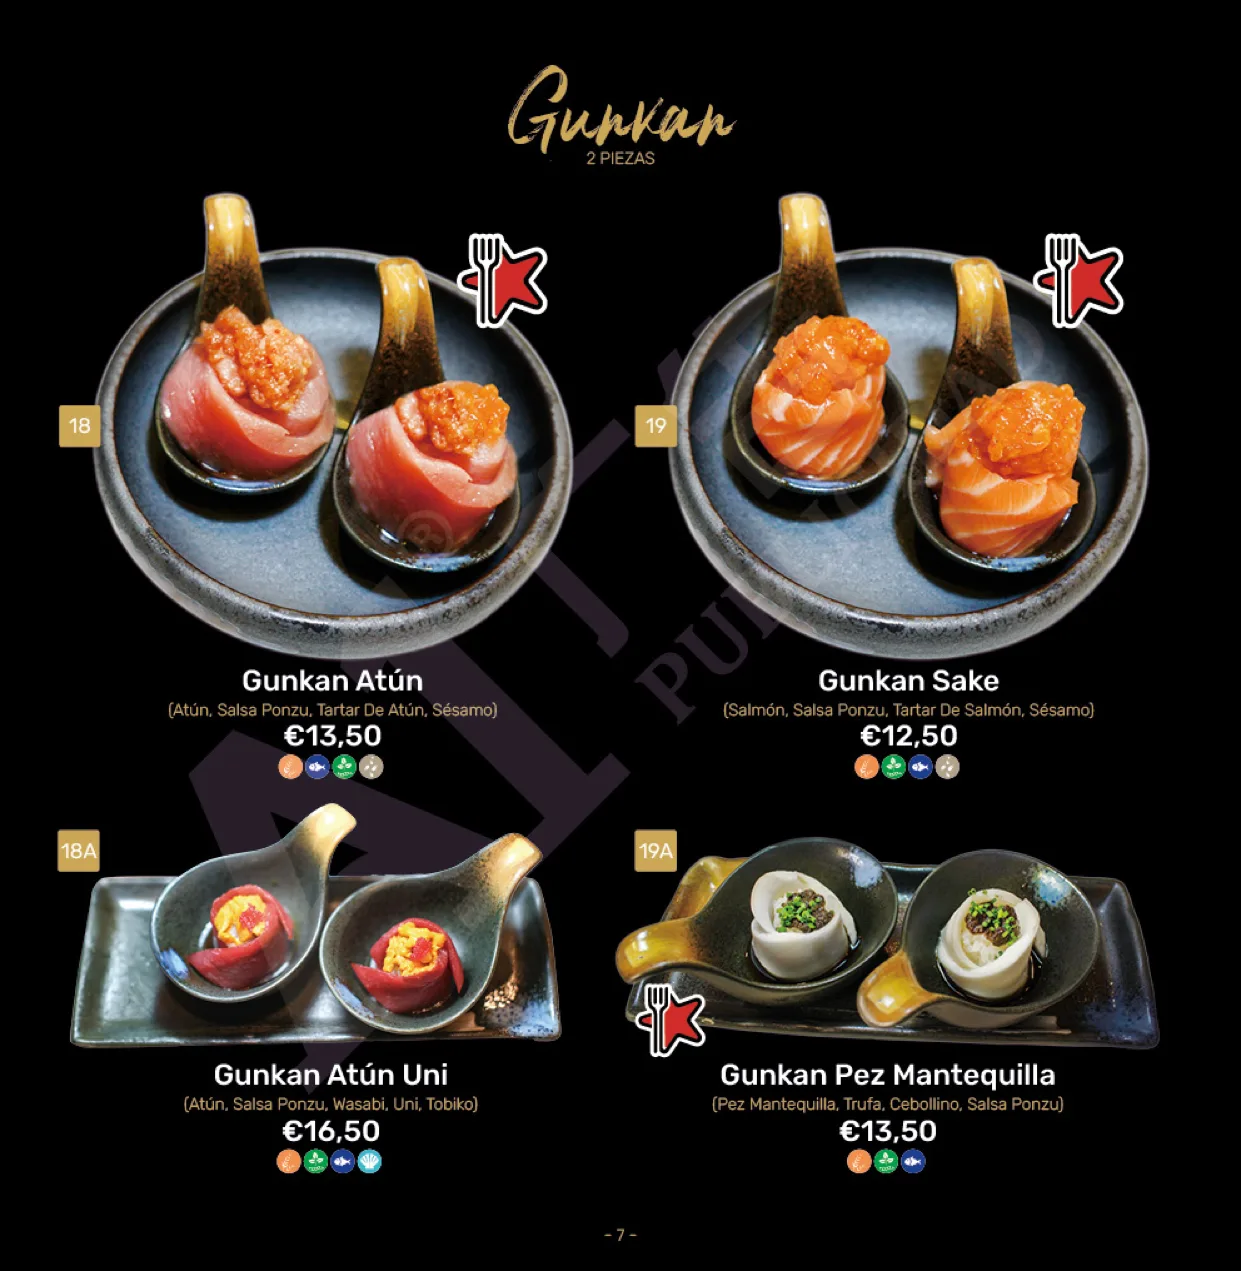 Gunkan
2 PIEZAS
18
19
Gunkan Atún
(Atún, Salsa Ponzu, Tartar De Atún, Sésamo)
€13,50
Gunkan Sake
(Salmón, Salsa Ponzu, Tartar De Salmón, Sésamo)
€12,50
18A
19A
Gunkan Atún Uni
(Atún, Salsa Ponzu, Wasabi, Uni, Tobiko)
€16,50
Gunkan Pez Mantequilla
(Pez Mantequilla, Trufa, Cebollino, Salsa Ponzu)
€13,50
- 7 -